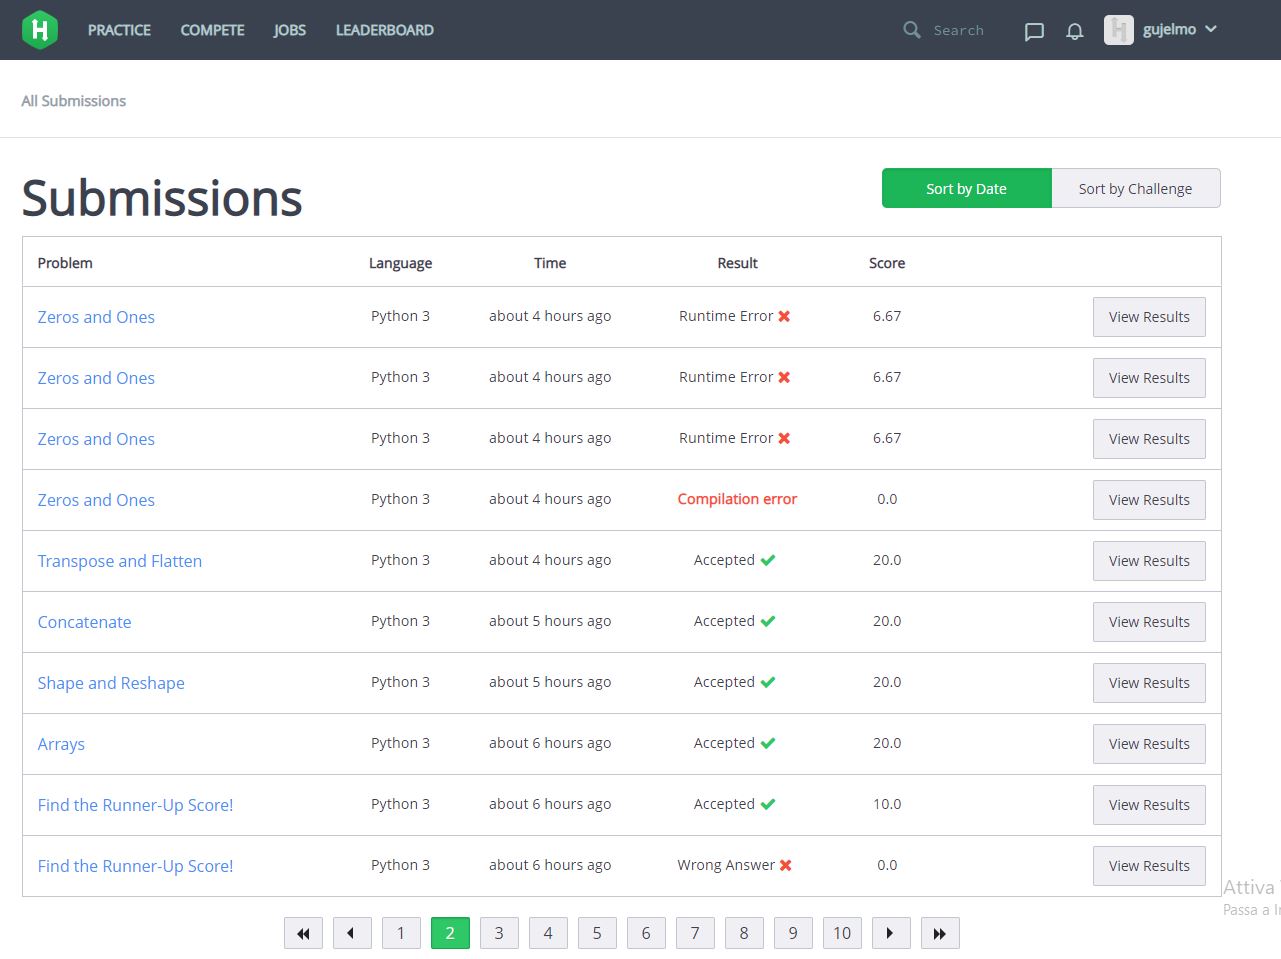 H PRACTICE COMPETE JOBS LEADERBOARD Search gujelmo
All Submissions
Submissions
Sort by Date Sort by Challenge
Problem Language Time Result Score
Zeros and Ones Python 3 about 4 hours ago Runtime Error 6.67 View Results
Zeros and Ones Python 3 about 4 hours ago Runtime Error 6.67 View Results
Zeros and Ones Python 3 about 4 hours ago Runtime Error 6.67 View Results
Zeros and Ones Python 3 about 4 hours ago Compilation error 0.0 View Results
Transpose and Flatten Python 3 about 4 hours ago Accepted 20.0 View Results
Concatenate Python 3 about 5 hours ago Accepted 20.0 View Results
Shape and Reshape Python 3 about 5 hours ago Accepted 20.0 View Results
Arrays Python 3 about 6 hours ago Accepted 20.0 View Results
Find the Runner-Up Score! Python 3 about 6 hours ago Accepted 10.0 View Results
Find the Runner-Up Score! Python 3 about 6 hours ago Wrong Answer 0.0 View Results
Attiva
Passa a
1 2 3 4 5 6 7 8 9 10